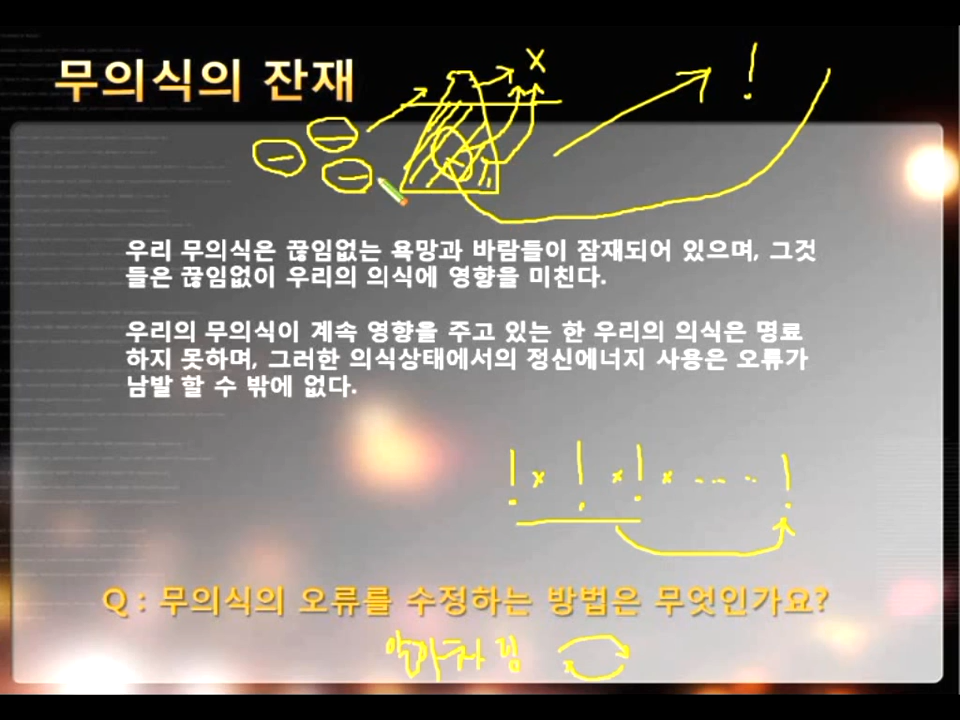 무의식의 잔재
우리 무의식은 끊임없는 욕망과 바람들이 잠재되어 있으며, 그것
들은 끊임없이 우리의 의식에 영향을 미친다.
우리의 무의식이 계속 영향을 주고 있는 한 우리의 의식은 명료
하지 못하며, 그러한 의식상태에서의 정신에너지 사용은 오류가
남발 할 수 밖에 없다.
! x ! x ! x ..... !
Q : 무의식의 오류를 수정하는 방법은 무엇인가요?
알아차림